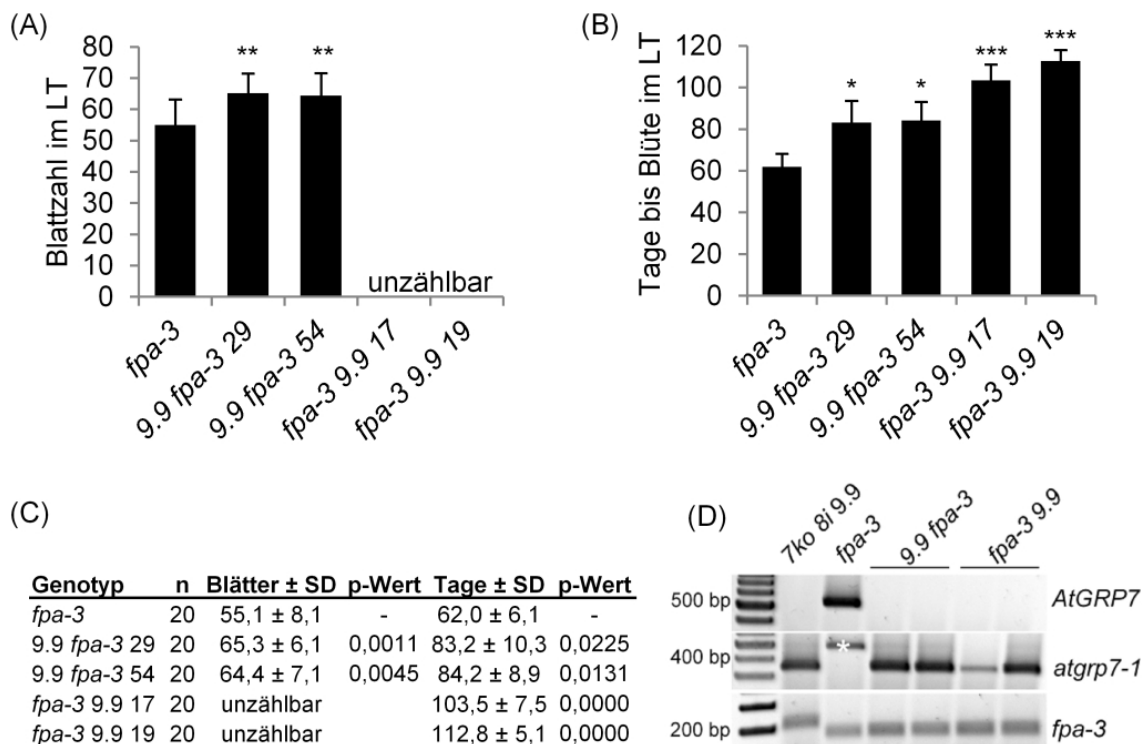 (A)
Blattzahl im LT
80
70
60
50
40
30
20
10
0
**
**
unzählbar
fpa-3
9.9 fpa-3 29
9.9 fpa-3 54
fpa-3 9.9 17
fpa-3 9.9 19
(B)
Tage bis Blüte im LT
120
100
80
60
40
20
0
*
*
***
***
fpa-3
9.9 fpa-3 29
9.9 fpa-3 54
fpa-3 9.9 17
fpa-3 9.9 19
(C)
Genotyp n Blätter ± SD p-Wert Tage ± SD p-Wert
fpa-3 20 55,1 ± 8,1 - 62,0 ± 6,1 -
9.9 fpa-3 29 20 65,3 ± 6,1 0,0011 83,2 ± 10,3 0,0225
9.9 fpa-3 54 20 64,4 ± 7,1 0,0045 84,2 ± 8,9 0,0131
fpa-3 9.9 17 20 unzählbar 103,5 ± 7,5 0,0000
fpa-3 9.9 19 20 unzählbar 112,8 ± 5,1 0,0000
(D)
7ko 8i 9.9
fpa-3
9.9 fpa-3
fpa-3 9.9
500 bp AtGRP7
*
400 bp atgrp7-1
200 bp fpa-3